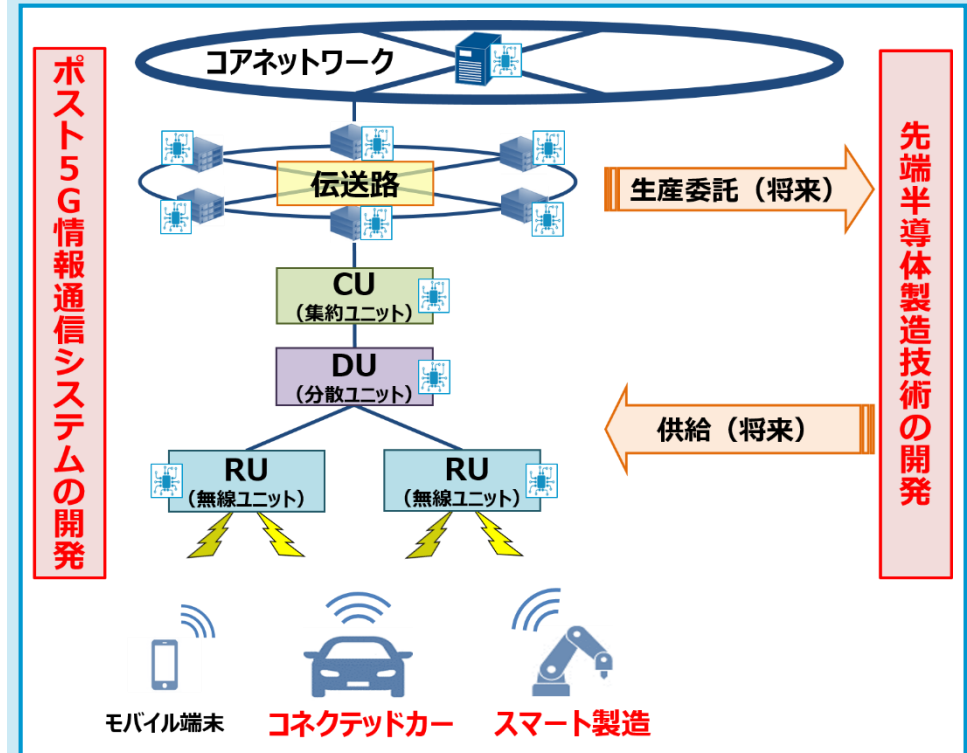 コアネットワーク
ポスト5G情報通信システムの開発
先端半導体製造技術の開発
伝送路
生産委託（将来）
CU
（集約ユニット）
DU
（分散ユニット）
供給（将来）
RU
（無線ユニット）
RU
（無線ユニット）
モバイル端末
コネクテッドカー
スマート製造